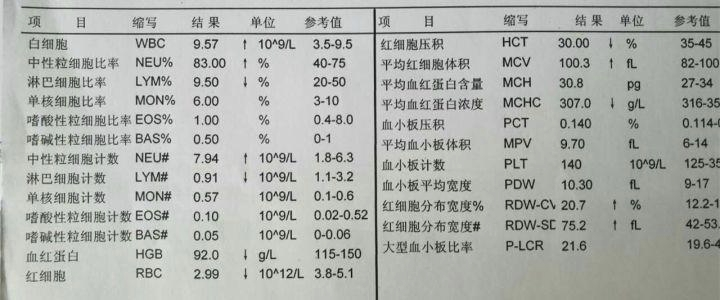 项 目 缩写 结果 单位 参考值
白细胞 WBC 9.57 ↑ 10^9/L 3.5-9.5
中性粒细胞比率 NEU% 83.00 ↑ % 40-75
淋巴细胞比率 LYM% 9.50 ↓ % 20-50
单核细胞比率 MON% 6.00 % 3-10
嗜酸性粒细胞比率 EOS% 1.00 % 0.4-8.0
嗜碱性粒细胞比率 BAS% 0.50 % 0-1
中性粒细胞计数 NEU# 7.94 ↑ 10^9/L 1.8-6.3
淋巴细胞计数 LYM# 0.91 ↓ 10^9/L 1.1-3.2
单核细胞计数 MON# 0.57 10^9/L 0.1-0.6
嗜酸性粒细胞计数 EOS# 0.10 10^9/L 0.02-0.52
嗜碱性粒细胞计数 BAS# 0.05 10^9/L 0-0.06
血红蛋白 HGB 92.0 ↓ g/L 115-150
红细胞 RBC 2.99 ↓ 10^12/L 3.8-5.1
项 目 缩写 结果 单位 参考值
红细胞压积 HCT 30.00 ↓ % 35-45
平均红细胞体积 MCV 100.3 ↑ fL 82-100
平均血红蛋白含量 MCH 30.8 pg 27-34
平均血红蛋白浓度 MCHC 307.0 ↓ g/L 316-35
血小板压积 PCT 0.140 % 0.114-0
平均血小板体积 MPV 9.70 fL 6-14
血小板计数 PLT 140 10^9/L 125-35
血小板平均宽度 PDW 10.30 fL 9-17
红细胞分布宽度% RDW-CV 20.7 ↑ % 12.2-1
红细胞分布宽度# RDW-SD 75.2 ↑ fL 42-53.
大型血小板比率 P-LCR 21.6 19.6-4